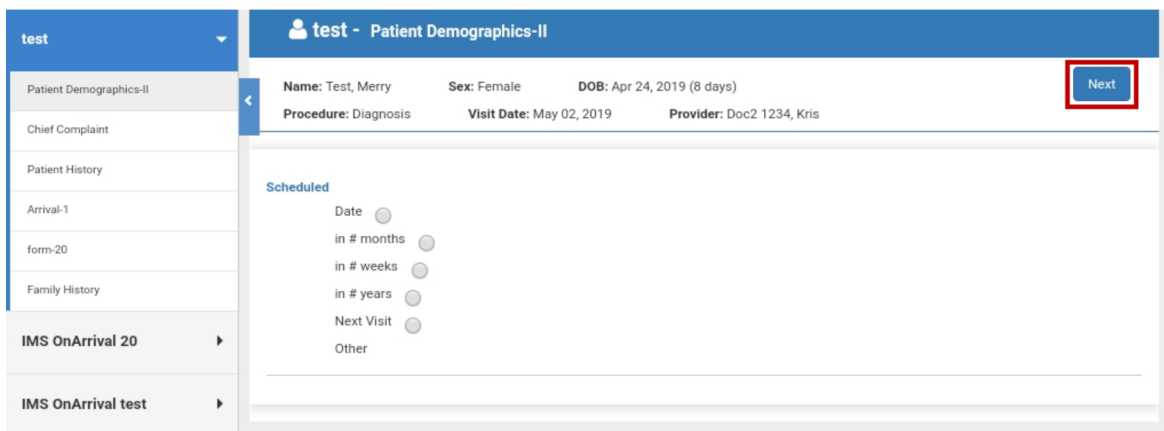 test
Patient Demographics-II
Chief Complaint
Patient History
Arrival-1
form-20
Family History
IMS OnArrival 20
IMS OnArrival test
test - Patient Demographics-II
Name: Test, Merry Sex: Female DOB: Apr 24, 2019 (8 days)
Next
Procedure: Diagnosis Visit Date: May 02, 2019 Provider: Doc2 1234, Kris
Scheduled
Date
in # months
in # weeks
in # years
Next Visit
Other